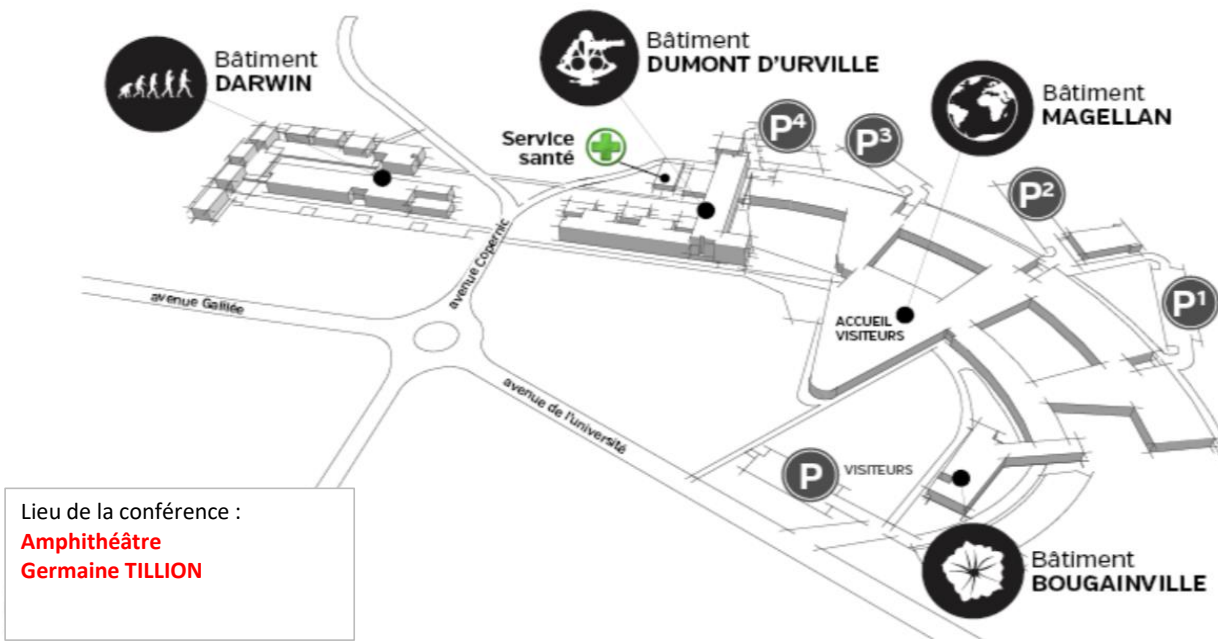 Bâtiment
DARWIN
Bâtiment
DUMONT D'URVILLE
Bâtiment
MAGELLAN
Service
santé
P4
P3
P2
P1
avenue Copernic
avenue Galilée
ACCUEIL
VISITEURS
avenue de l'université
P VISITEURS
Bâtiment
BOUGAINVILLE
Lieu de la conférence :
Amphithéâtre
Germaine TILLION